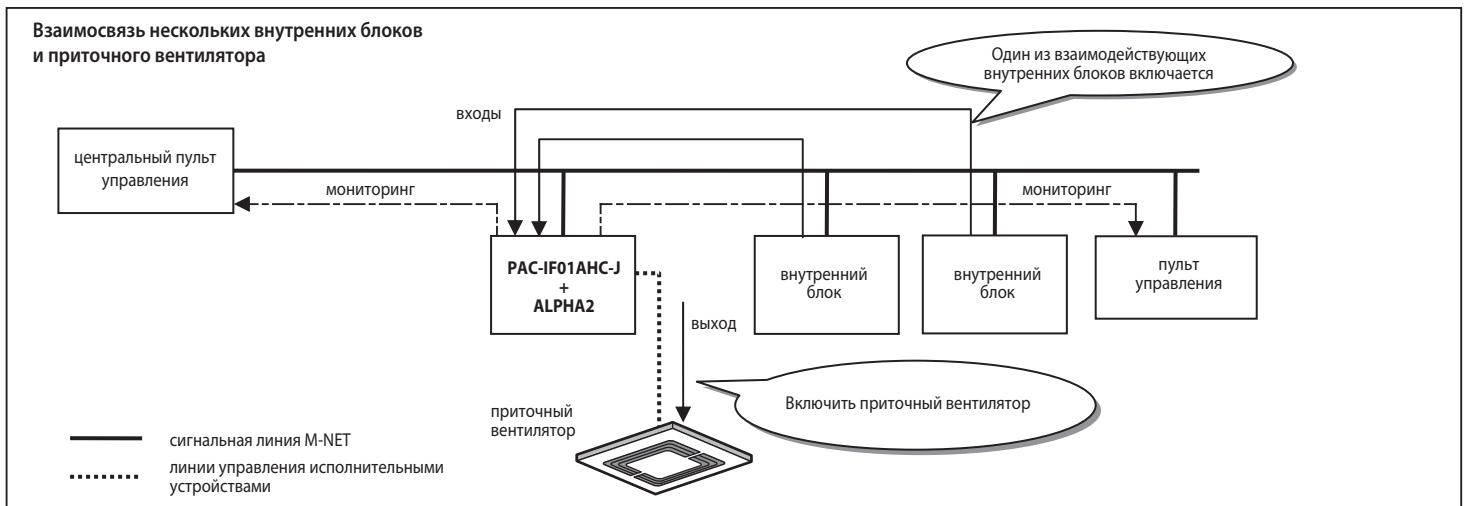 Взаимосвязь нескольких внутренних блоков
и приточного вентилятора
Один из взаимодействующих
внутренних блоков включается
входы
центральный пульт
управления
мониторинг
мониторинг
PAC-IF01AHC-J
+
ALPHA2
внутренний
блок
внутренний
блок
пульт
управления
выход
Включить приточный вентилятор
приточный
вентилятор
сигнальная линия M-NET
линии управления исполнительными
устройствами